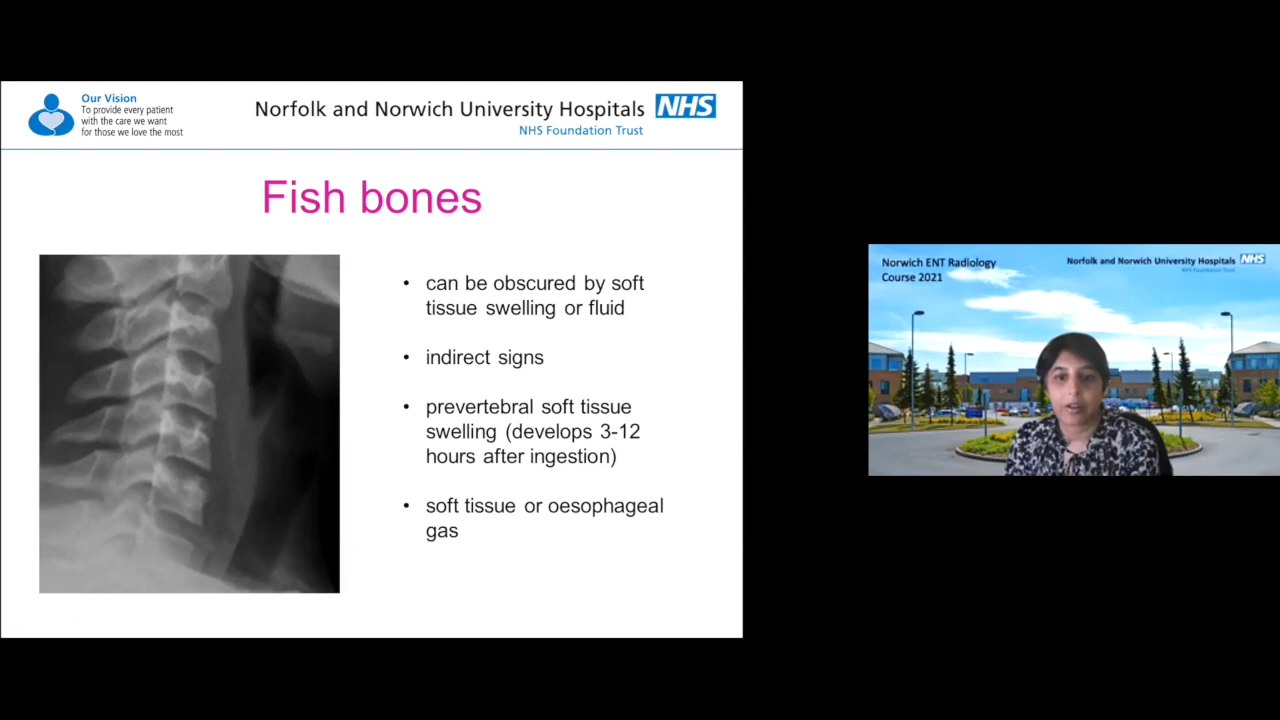 Our Vision
To provide every patient
with the care we want
for those we love the most
Norfolk and Norwich University Hospitals NHS
NHS Foundation Trust
Fish bones
• can be obscured by soft
tissue swelling or fluid
• indirect signs
• prevertebral soft tissue
swelling (develops 3-12
hours after ingestion)
• soft tissue or oesophageal
gas
Norwich ENT Radiology
Course 2021
Norfolk and Norwich University Hospitals NHS
NHS Foundation Trust